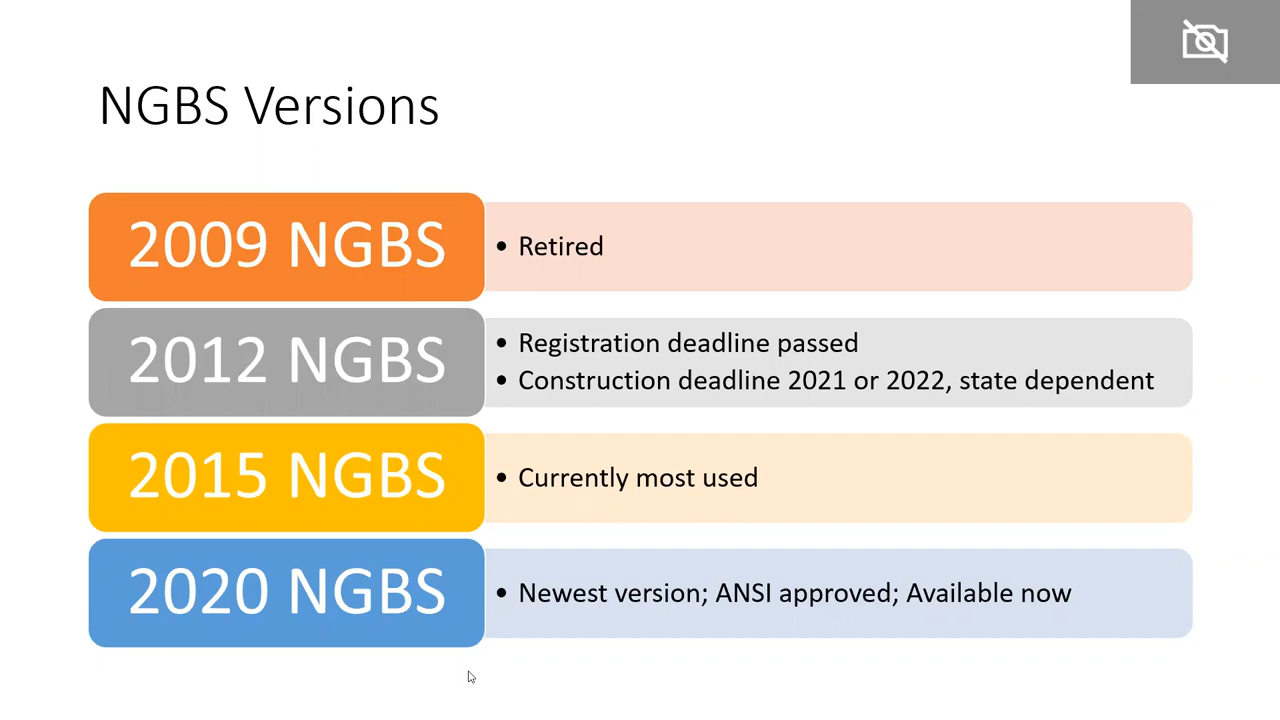 NGBS Versions
2009 NGBS
• Retired
2012 NGBS
• Registration deadline passed
• Construction deadline 2021 or 2022, state dependent
2015 NGBS
• Currently most used
2020 NGBS
• Newest version; ANSI approved; Available now